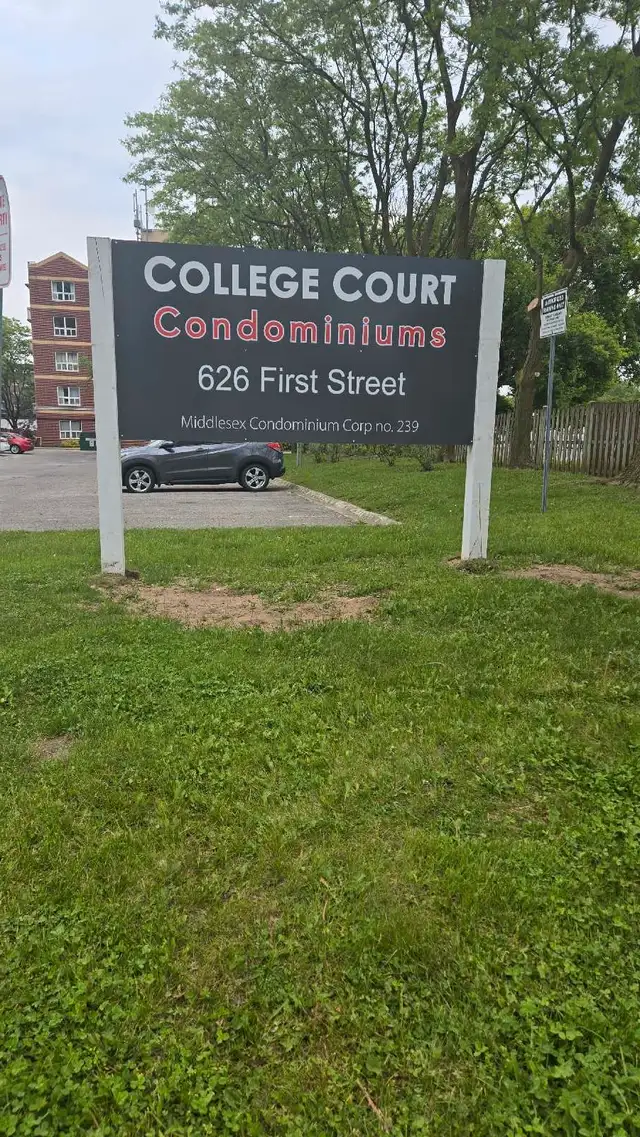 COLLEGE COURT
Condominiums
626 First Street
Middlesex Condominium Corp no. 239